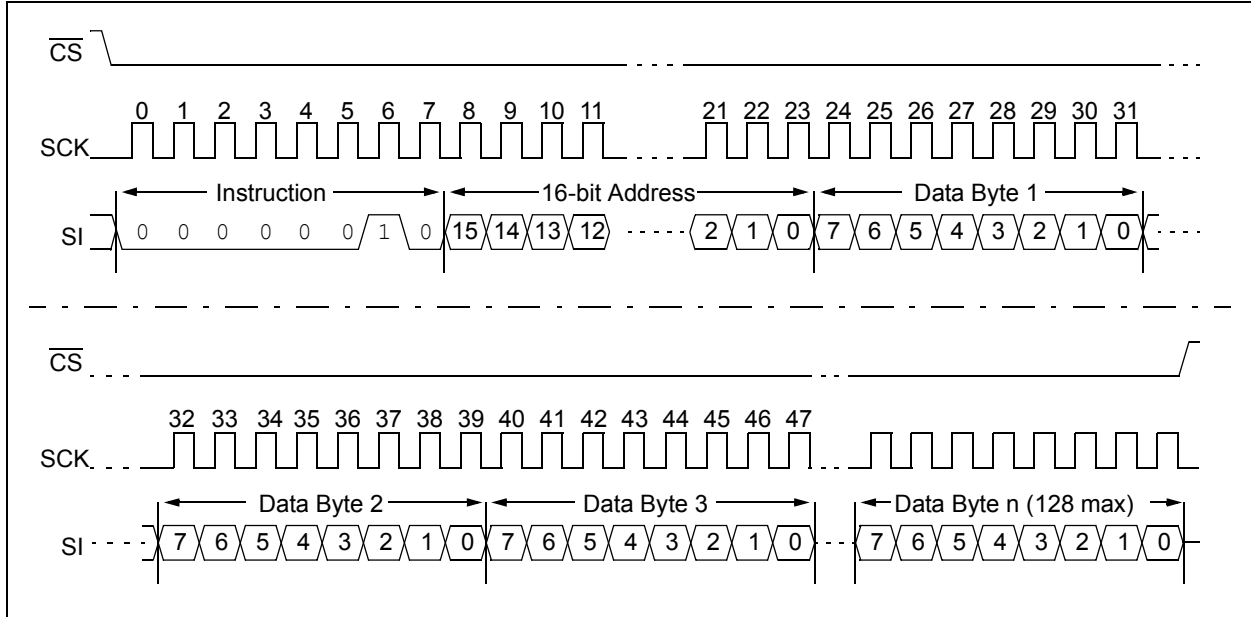 CS
0 1 2 3 4 5 6 7 8 9 10 11 21 22 23 24 25 26 27 28 29 30 31
SCK
Instruction 16-bit Address Data Byte 1
SI 0 0 0 0 0 0 1 0 15 14 13 12 2 1 0 7 6 5 4 3 2 1 0
CS
32 33 34 35 36 37 38 39 40 41 42 43 44 45 46 47
SCK
Data Byte 2 Data Byte 3 Data Byte n (128 max)
SI 7 6 5 4 3 2 1 0 7 6 5 4 3 2 1 0 7 6 5 4 3 2 1 0